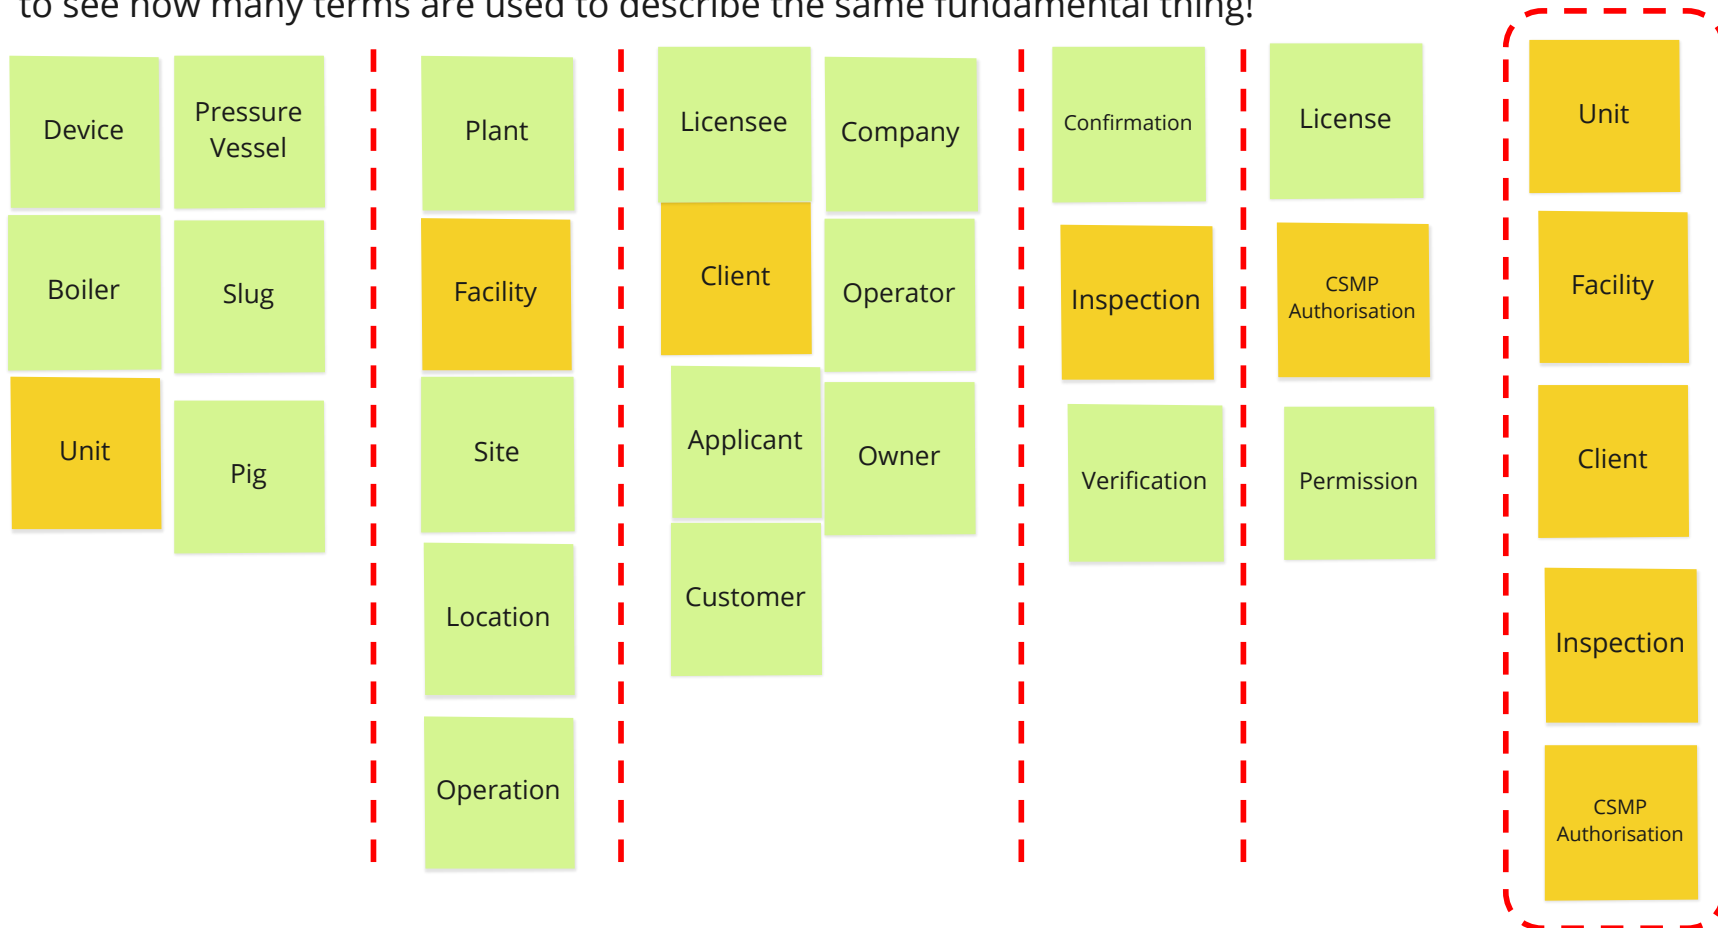 to see how many terms are used to describe the same fundamental thing!
Device
Pressure
Vessel
Boiler
Slug
Unit
Pig
Plant
Facility
Site
Location
Operation
Licensee
Company
Client
Operator
Applicant
Owner
Customer
Confirmation
Inspection
Verification
License
CSMP
Authorisation
Permission
Unit
Facility
Client
Inspection
CSMP
Authorisation